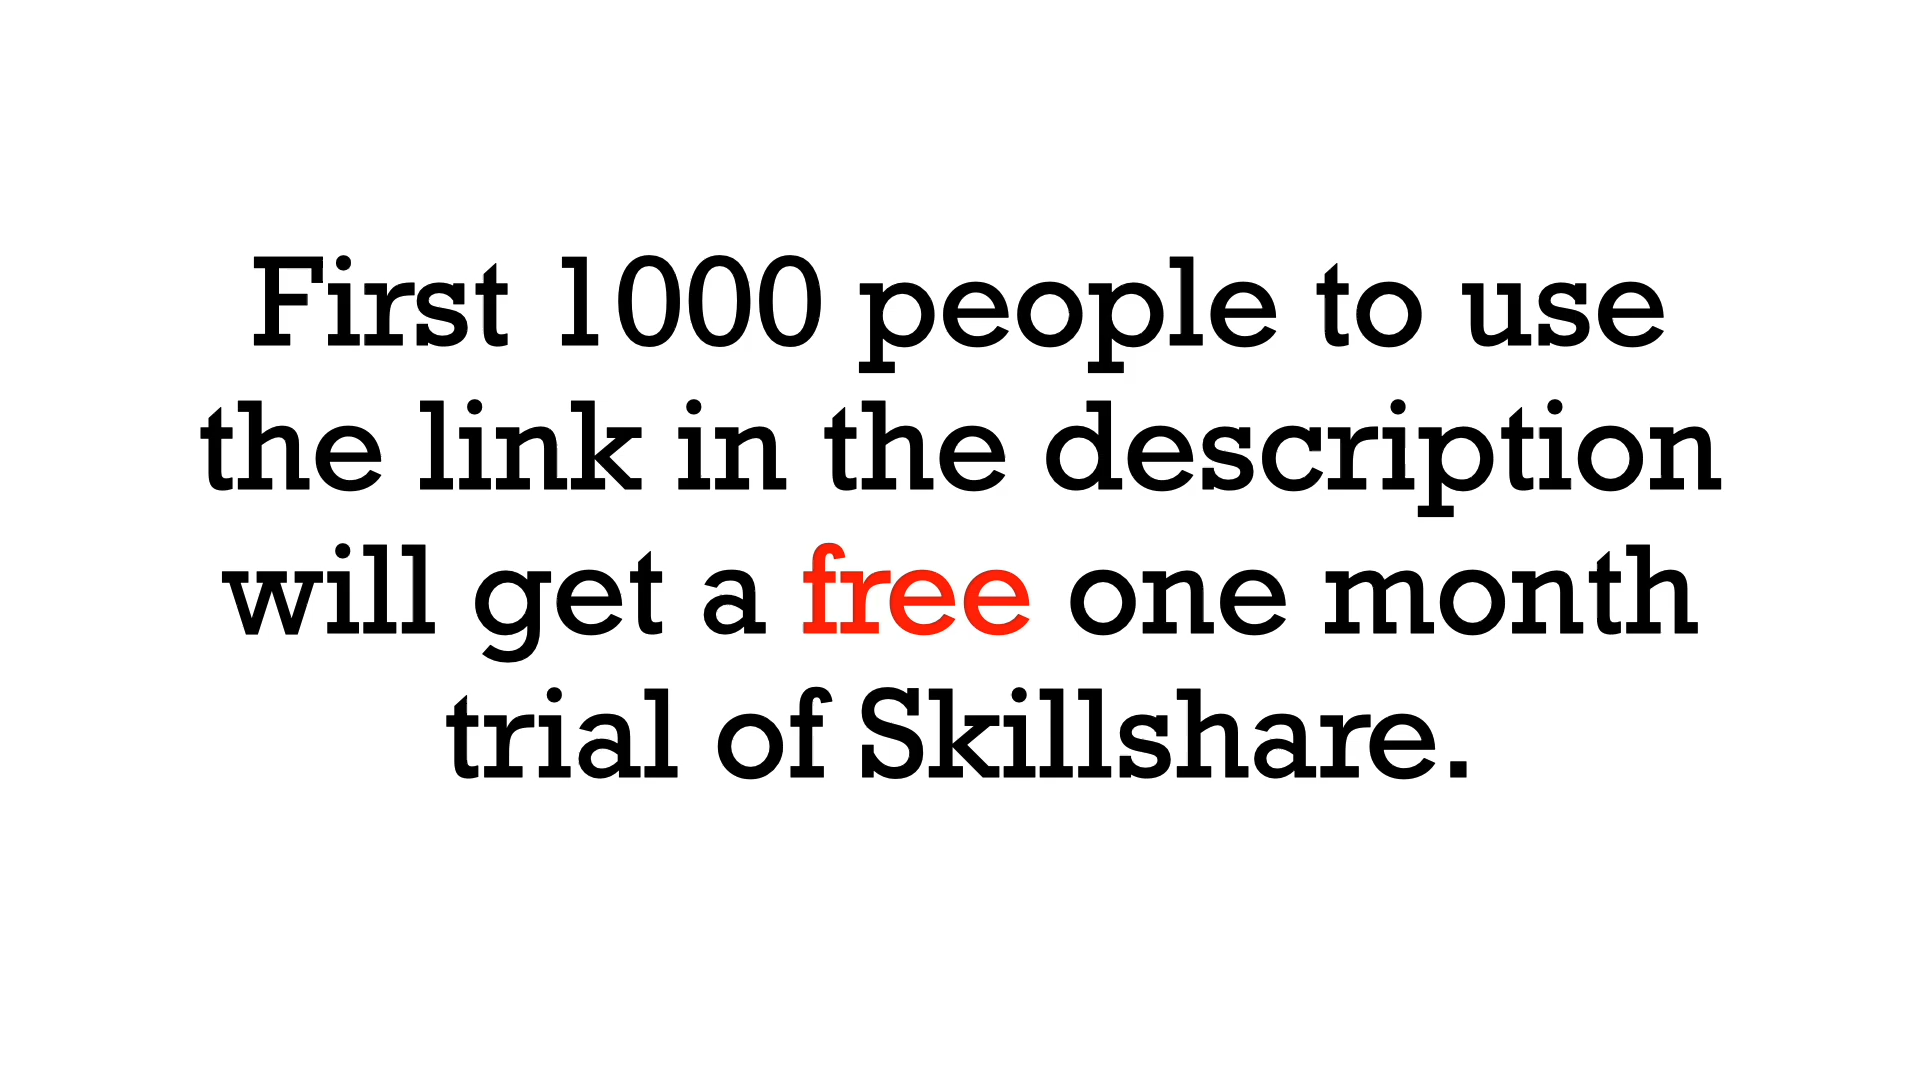 First 1000 people to use
the link in the description
will get a free one month
trial of Skillshare.